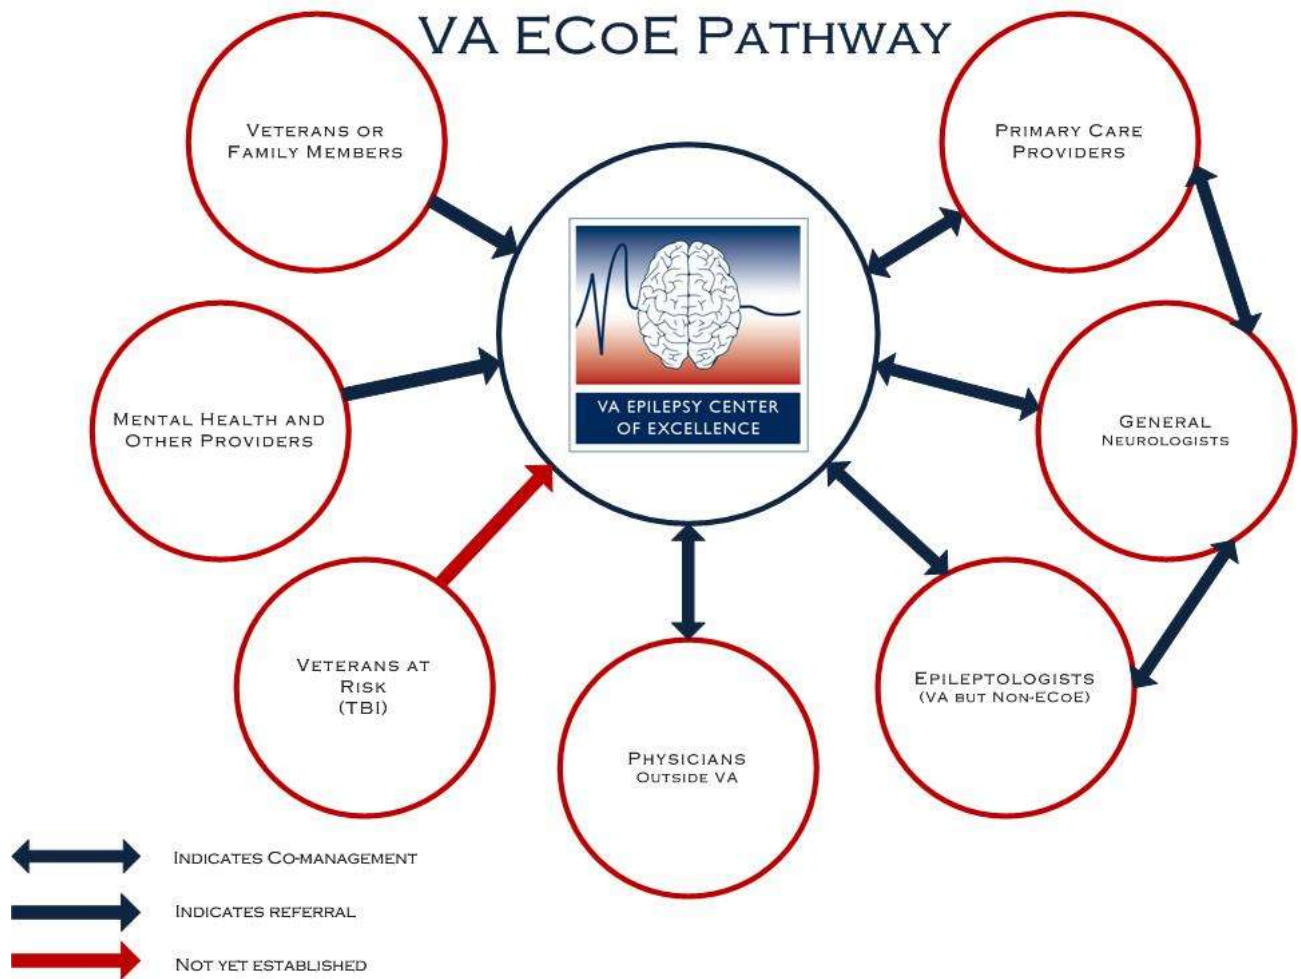 VA ECoE Pathway
Veterans or
Family Members
Primary Care
Providers
VA EPILEPSY CENTER
OF EXCELLENCE
Mental Health and
Other Providers
General
Neurologists
Veterans at
Risk
(TBI)
Epileptologists
(VA but Non-ECoE)
Physicians
Outside VA
Indicates Co-management
Indicates referral
Not yet established